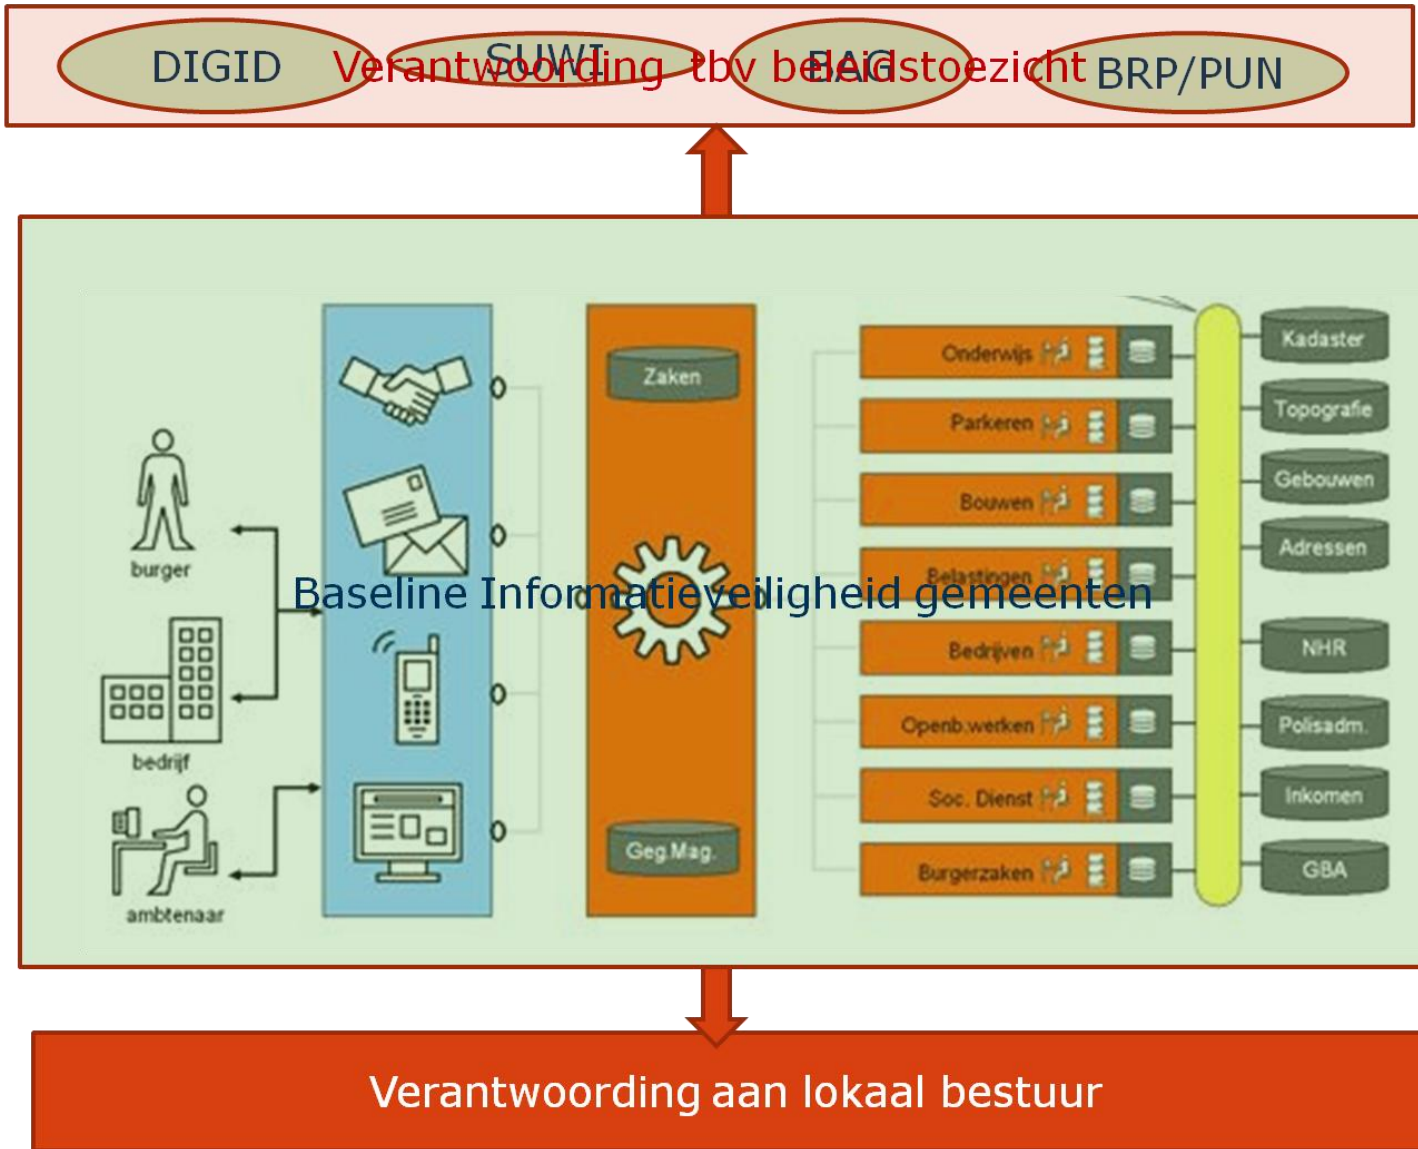 DIGID
SUWI
BAG
BRP/PUN
Verantwoording tbv beleidstoezicht
Baseline Informatieveiligheid gemeenten
burger
bedrijf
ambtenaar
Zaken
Geg.Mag.
Onderwijs
Parkeren
Bouwen
Belastingen
Bedrijven
Openb.werken
Soc. Dienst
Burgerzaken
Kadaster
Topografie
Gebouwen
Adressen
NHR
Polisadm.
Inkomen
GBA
Verantwoording aan lokaal bestuur